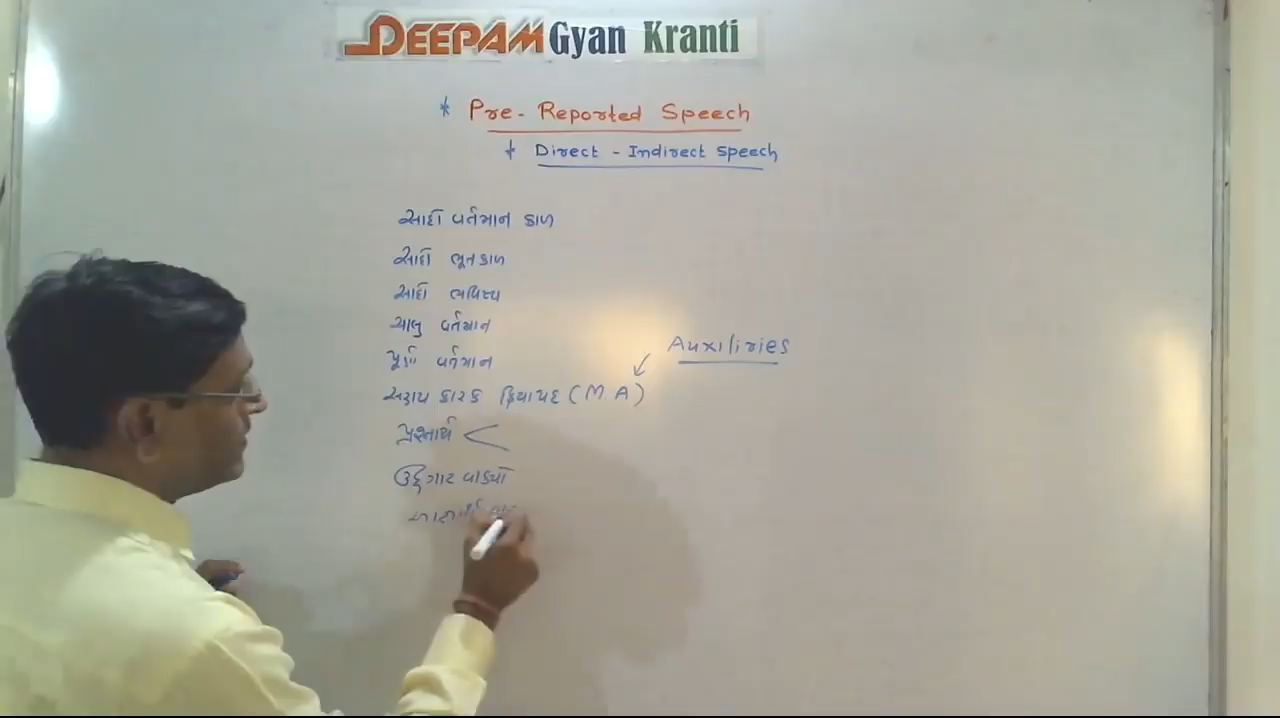 DEEPAM Gyan Kranti
* Pre- Reported Speech
* Direct - Indirect Speech
સાદો વર્તમાન કાળ
સાદો ભૂતકાળ
સાદો ભવિષ્ય
ચાલુ વર્તમાન
પૂર્ણ વર્તમાન
Auxiliries
સહાય કારક ક્રિયાપદ (M A)
પ્રશ્નાર્થ
ઉદ્દગાર વાક્યો